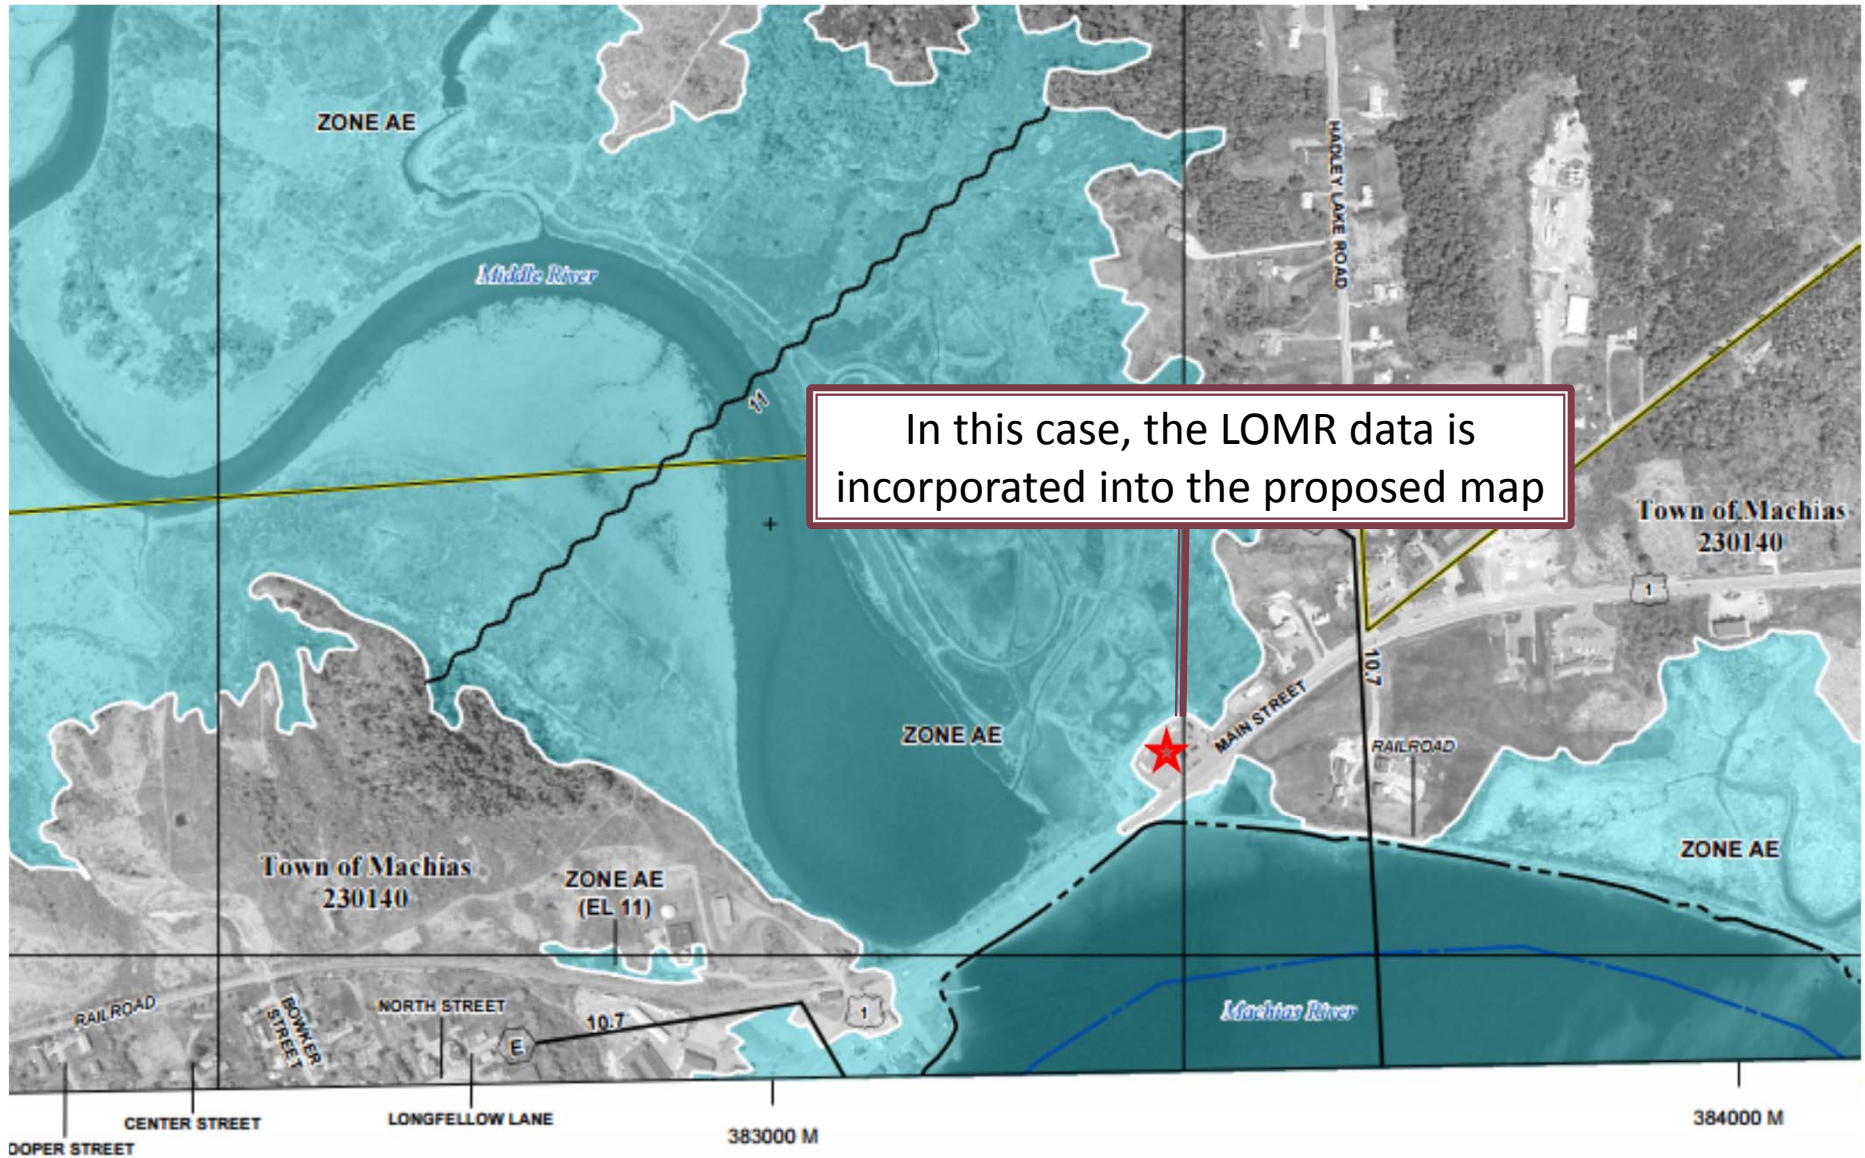 ZONE AE
HADLEY LAKE ROAD
Middle River
11
In this case, the LOMR data is
incorporated into the proposed map
Town of Machias
230140
1
10.7
MAIN STREET
ZONE AE
RAILROAD
ZONE AE
Town of Machias
230140
ZONE AE
(EL 11)
RAILROAD
BOWKER
STREET
NORTH STREET
E
10.7
1
Machias River
OOPER STREET
CENTER STREET
LONGFELLOW LANE
383000 M
384000 M